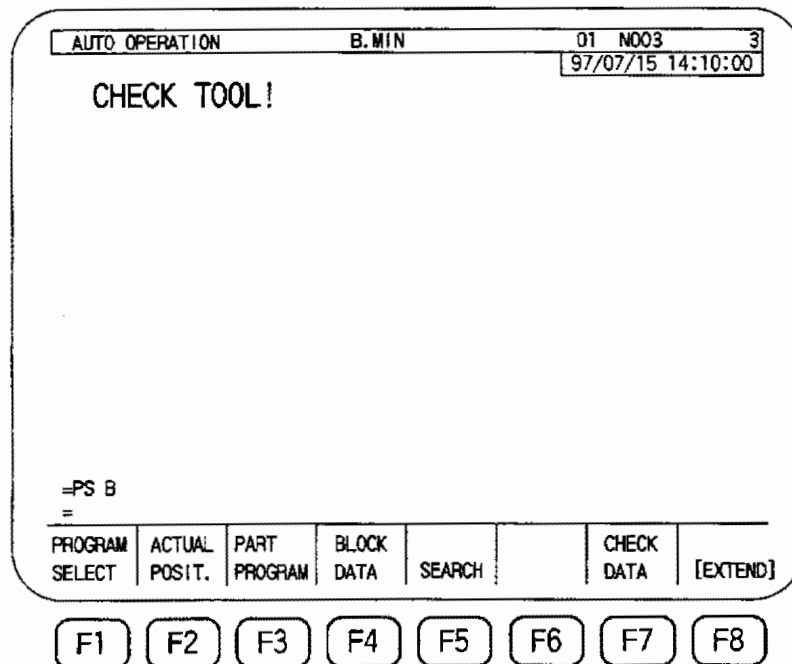 AUTO OPERATION B.MIN O1 N003 3
97/07/15 14:10:00
CHECK TOOL!
=PS B
=
PROGRAM ACTUAL PART BLOCK CHECK
SELECT POSIT. PROGRAM DATA SEARCH DATA [EXTEND]
F1 F2 F3 F4 F5 F6 F7 F8